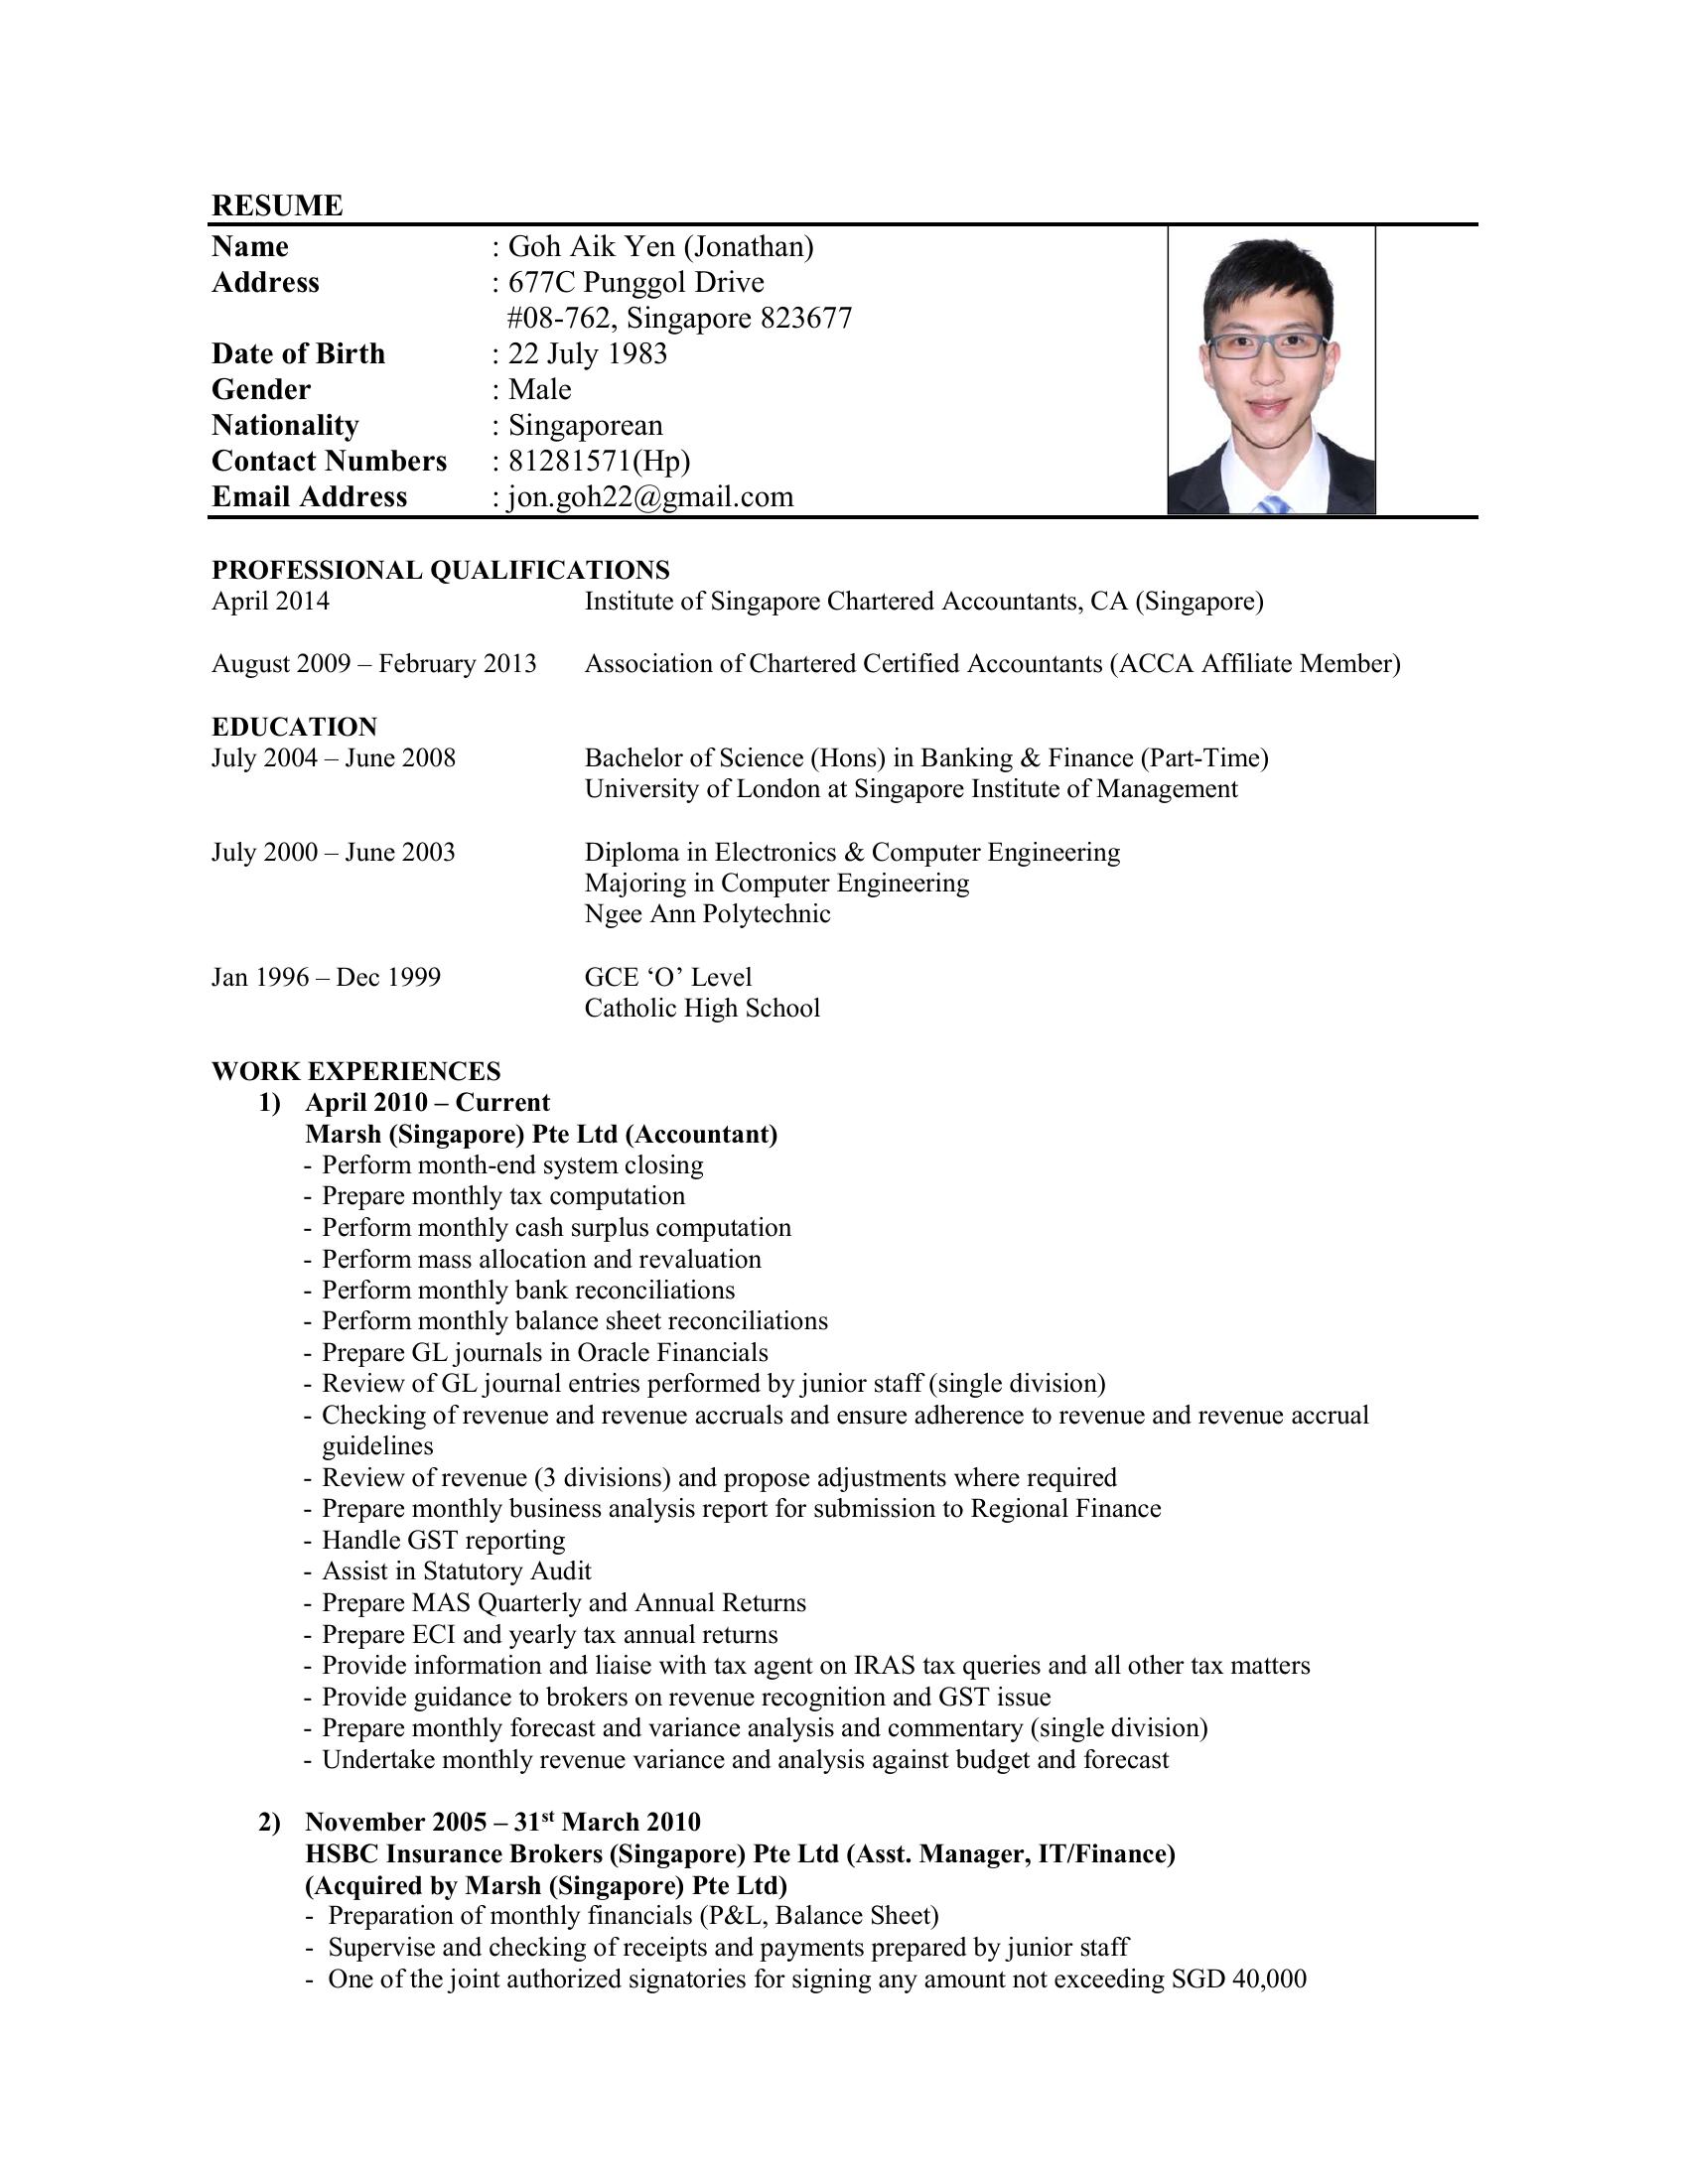 RESUME
Name : Goh Aik Yen (Jonathan)
Address : 677C Punggol Drive
#08-762, Singapore 823677
Date of Birth : 22 July 1983
Gender : Male
Nationality : Singaporean
Contact Numbers : 81281571(Hp)
Email Address : jon.goh22@gmail.com
PROFESSIONAL QUALIFICATIONS
April 2014 Institute of Singapore Chartered Accountants, CA (Singapore)
August 2009 – February 2013 Association of Chartered Certified Accountants (ACCA Affiliate Member)
EDUCATION
July 2004 – June 2008 Bachelor of Science (Hons) in Banking & Finance (Part-Time)
University of London at Singapore Institute of Management
July 2000 – June 2003 Diploma in Electronics & Computer Engineering
Majoring in Computer Engineering
Ngee Ann Polytechnic
Jan 1996 – Dec 1999 GCE ‘O’ Level
Catholic High School
WORK EXPERIENCES
1) April 2010 – Current
Marsh (Singapore) Pte Ltd (Accountant)
- Perform month-end system closing
- Prepare monthly tax computation
- Perform monthly cash surplus computation
- Perform mass allocation and revaluation
- Perform monthly bank reconciliations
- Perform monthly balance sheet reconciliations
- Prepare GL journals in Oracle Financials
- Review of GL journal entries performed by junior staff (single division)
- Checking of revenue and revenue accruals and ensure adherence to revenue and revenue accrual
guidelines
- Review of revenue (3 divisions) and propose adjustments where required
- Prepare monthly business analysis report for submission to Regional Finance
- Handle GST reporting
- Assist in Statutory Audit
- Prepare MAS Quarterly and Annual Returns
- Prepare ECI and yearly tax annual returns
- Provide information and liaise with tax agent on IRAS tax queries and all other tax matters
- Provide guidance to brokers on revenue recognition and GST issue
- Prepare monthly forecast and variance analysis and commentary (single division)
- Undertake monthly revenue variance and analysis against budget and forecast
2) November 2005 – 31st March 2010
HSBC Insurance Brokers (Singapore) Pte Ltd (Asst. Manager, IT/Finance)
(Acquired by Marsh (Singapore) Pte Ltd)
- Preparation of monthly financials (P&L, Balance Sheet)
- Supervise and checking of receipts and payments prepared by junior staff
- One of the joint authorized signatories for signing any amount not exceeding SGD 40,000